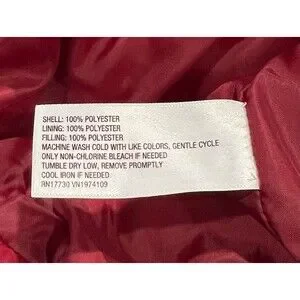 SHELL: 100% POLYESTER
LINING: 100% POLYESTER
FILLING: 100% POLYESTER
MACHINE WASH COLD WITH LIKE COLORS, GENTLE CYCLE
ONLY NON-CHLORINE BLEACH IF NEEDED
TUMBLE DRY LOW, REMOVE PROMPTLY
COOL IRON IF NEEDED
RN17730 VN1974109